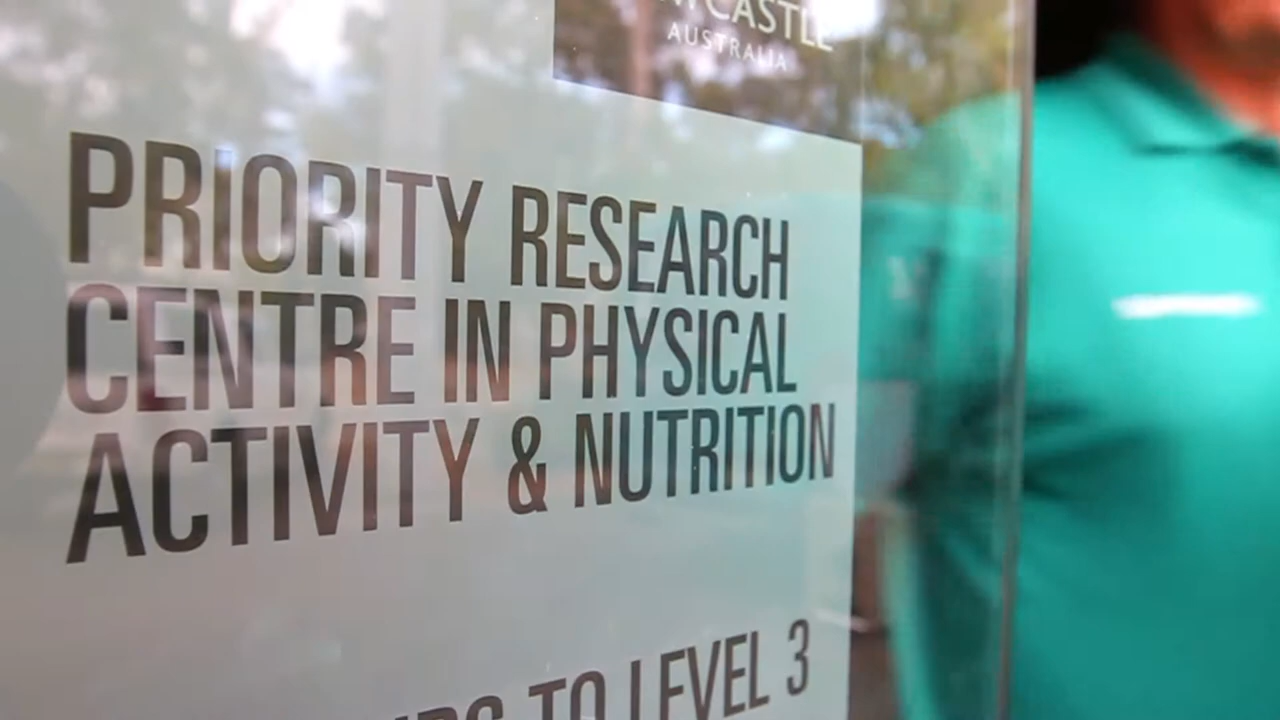 AUSTRALIA
PRIORITY RESEARCH
CENTRE IN PHYSICAL
ACTIVITY & NUTRITION
TO LEVEL 3